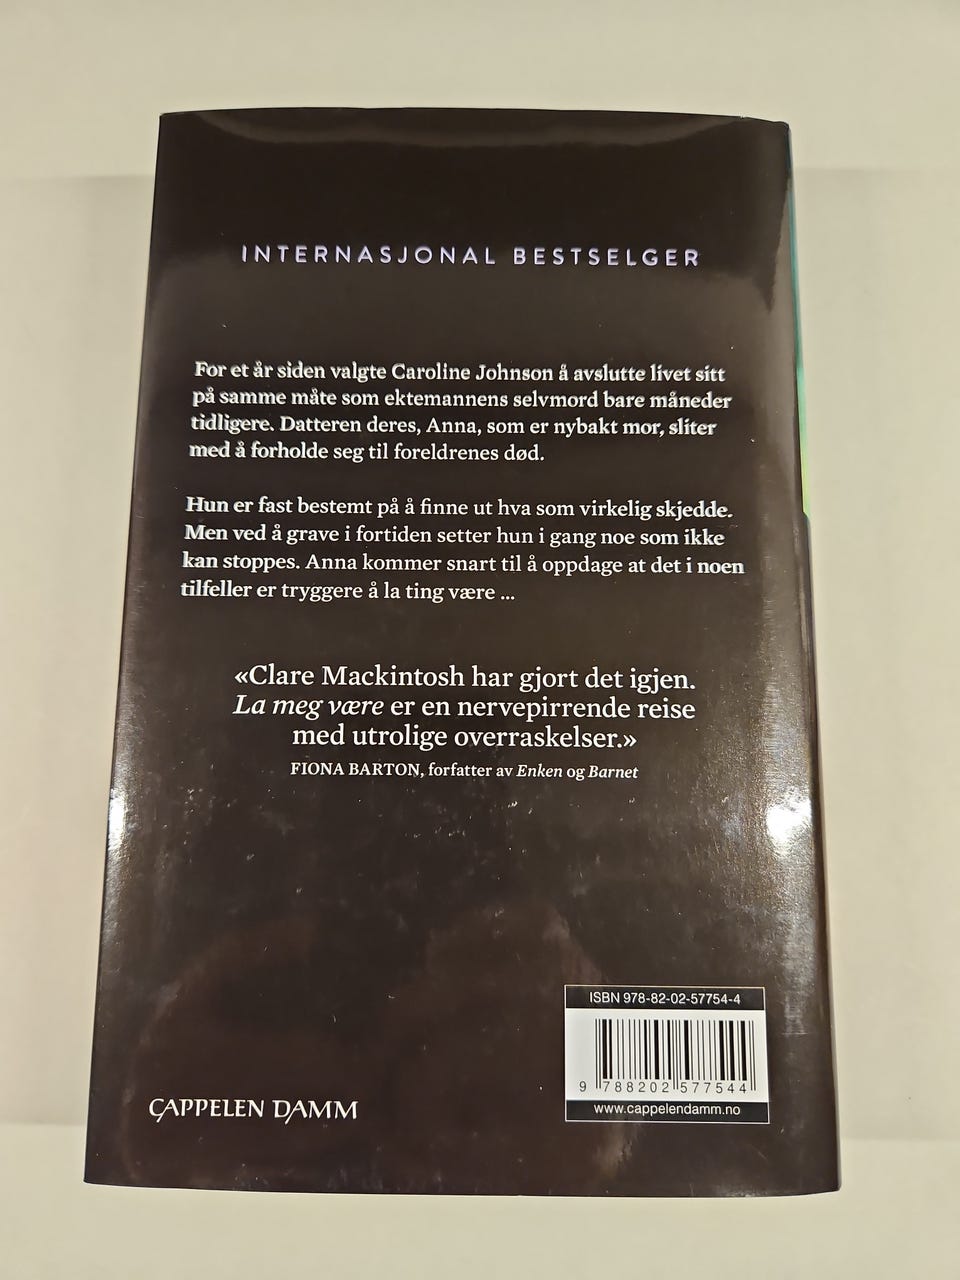 INTERNASJONAL BESTSELGER
For et år siden valgte Caroline Johnson å avslutte livet sitt
på samme måte som ektemannens selvmord bare måneder
tidligere. Datteren deres, Anna, som er nybakt mor, sliter
med å forholde seg til foreldrenes død.
Hun er fast bestemt på å finne ut hva som virkelig skjedde.
Men ved å grave i fortiden setter hun i gang noe som ikke
kan stoppes. Anna kommer snart til å oppdage at det i noen
tilfeller er tryggere å la ting være ...
«Clare Mackintosh har gjort det igjen.
La meg være er en nervepirrende reise
med utrolige overraskelser.»
FIONA BARTON, forfatter av Enken og Barnet
ISBN 978-82-02-57754-4
9 788202 577544
www.cappelendamm.no
CAPPELEN DAMM